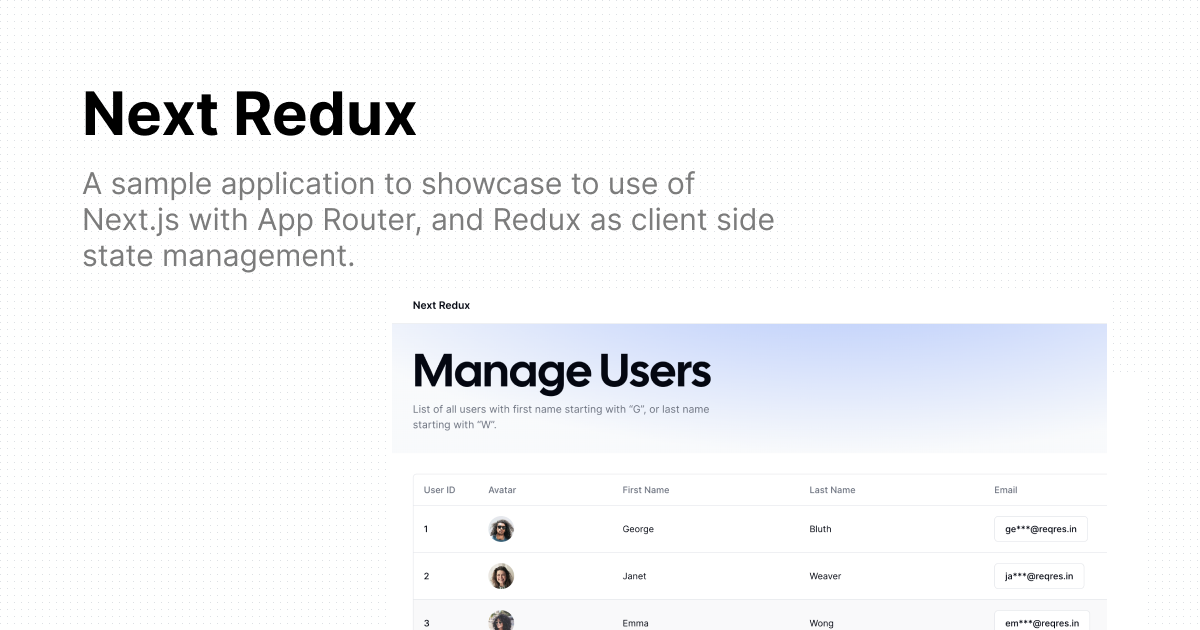 Next Redux
A sample application to showcase to use of
Next.js with App Router, and Redux as client side
state management.
Next Redux
Manage Users
List of all users with first name starting with “G”, or last name
starting with “W”.
User ID Avatar First Name Last Name Email
1 George Bluth ge***@reqres.in
2 Janet Weaver ja***@reqres.in
3 Emma Wong em***@reqres.in